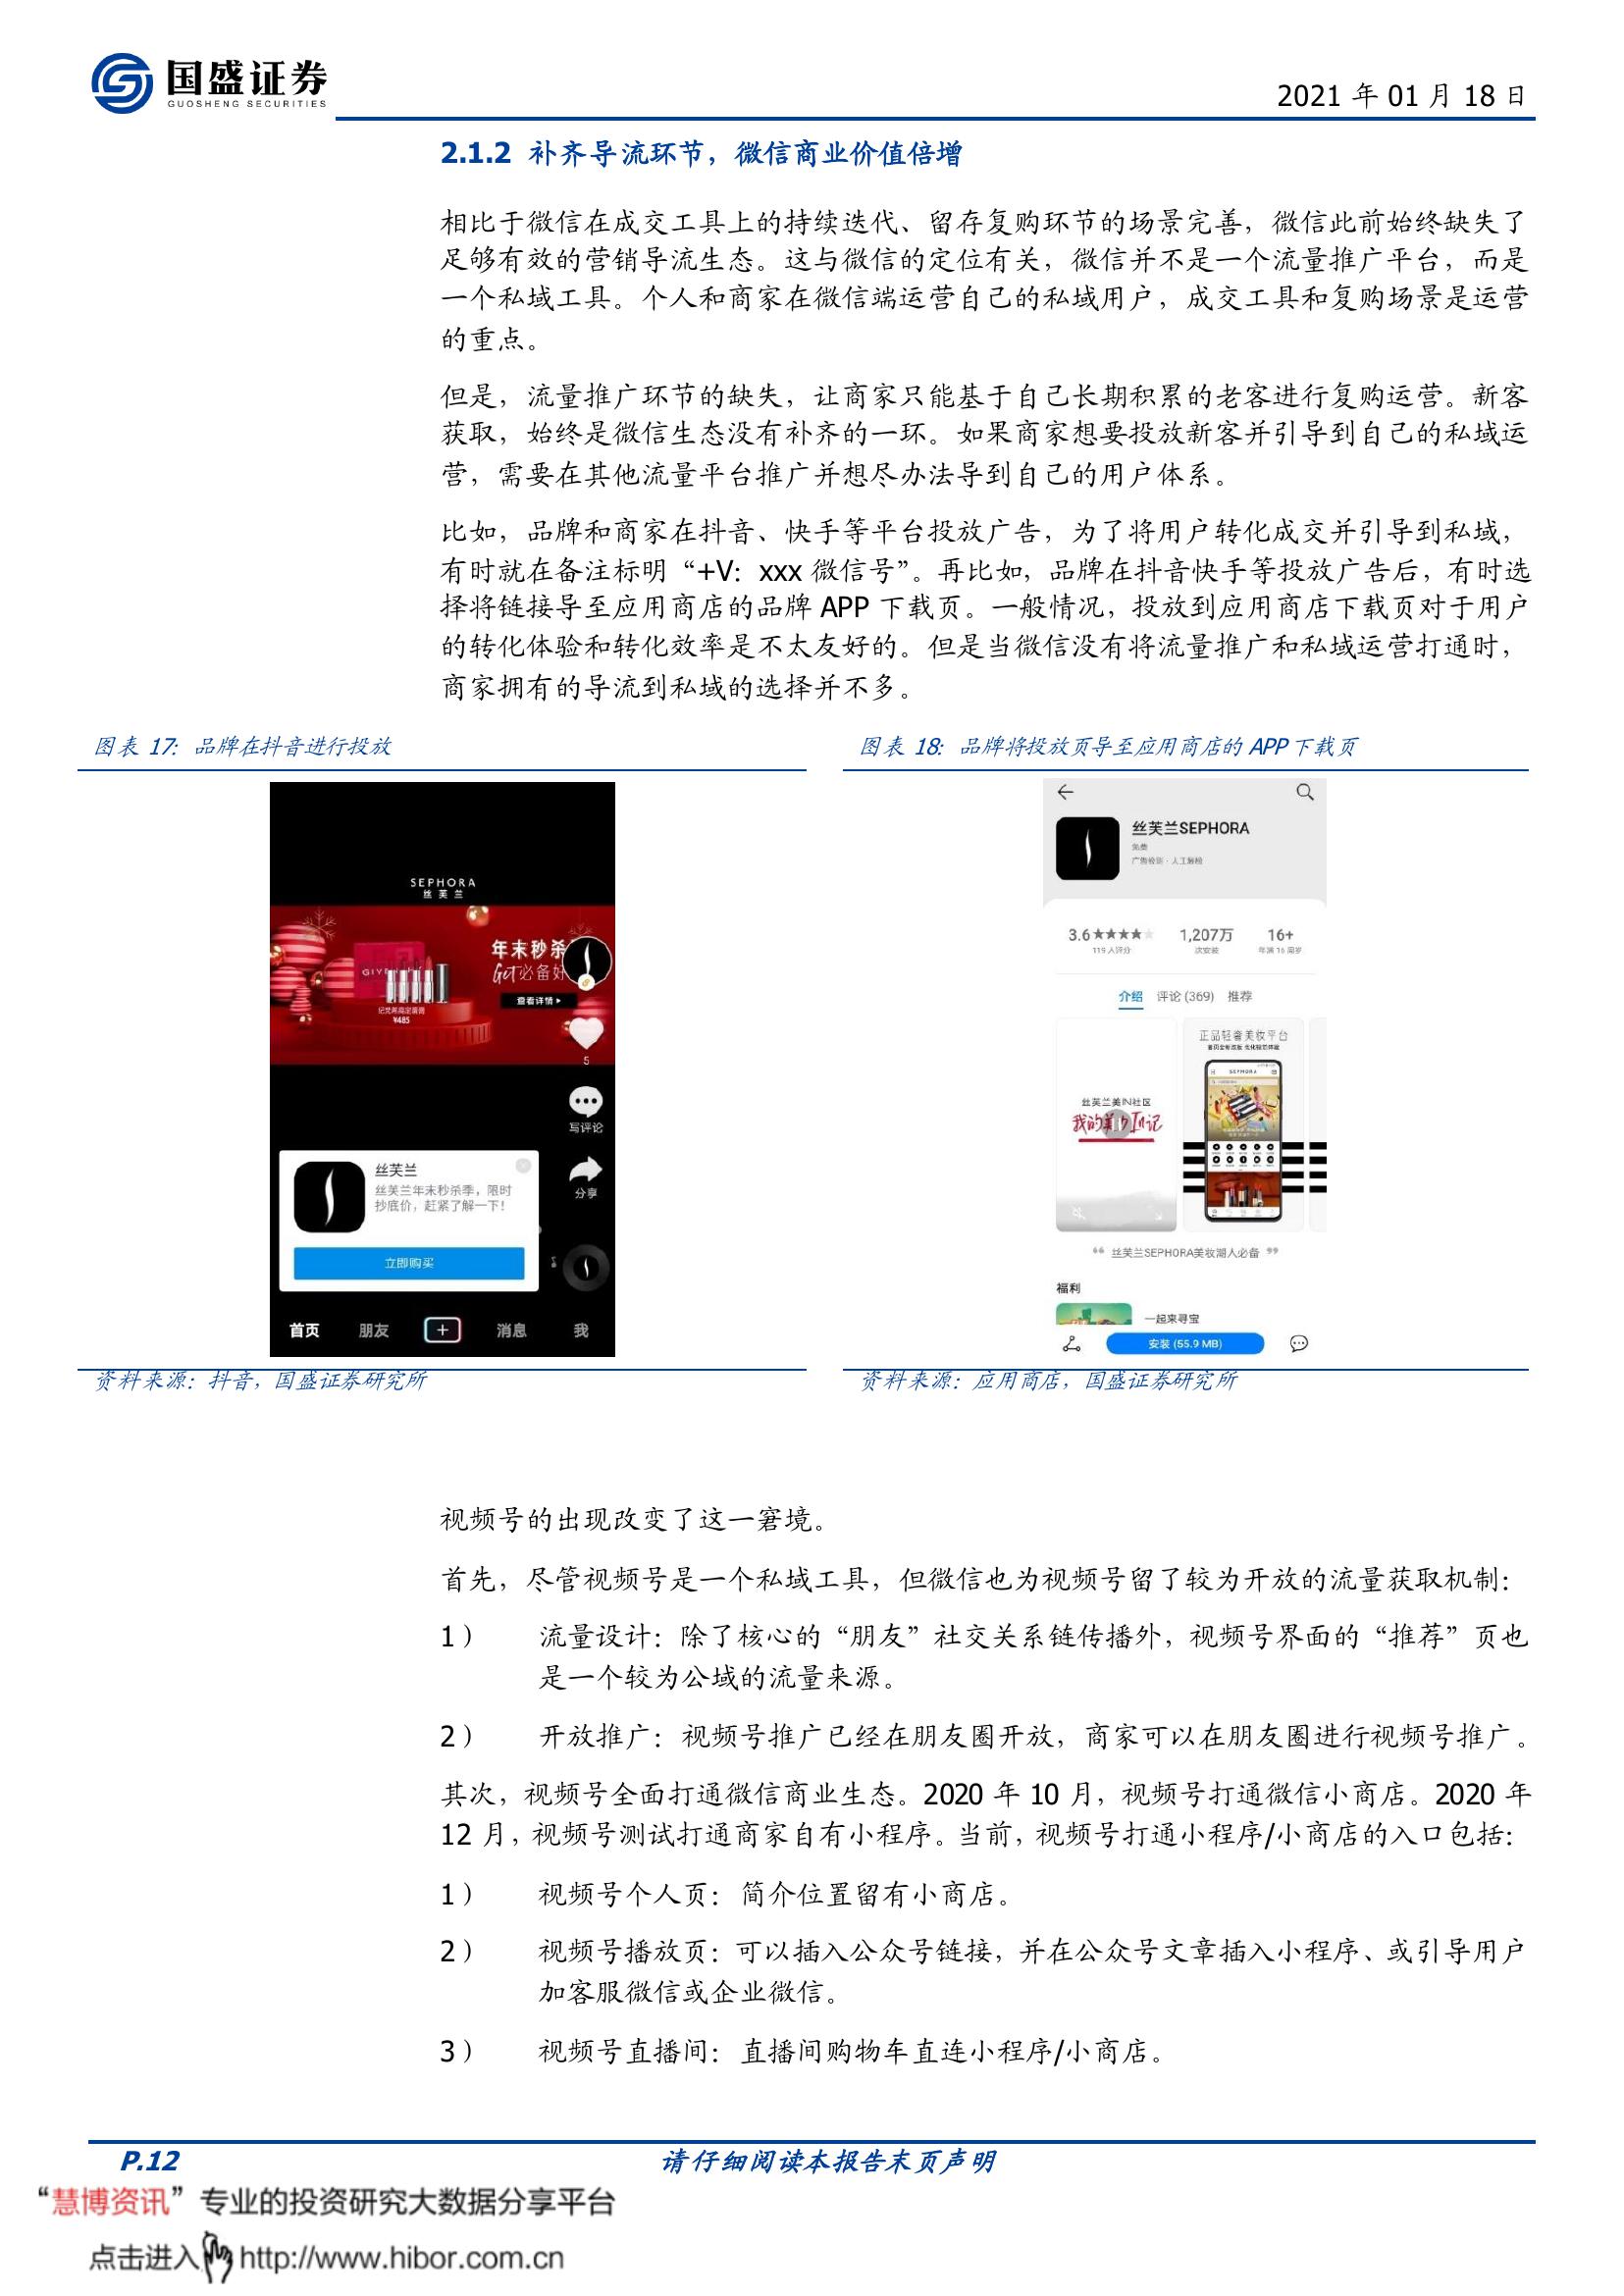 国盛证券
GUOSHENG SECURITIES
2021 年 01 月 18 日
2.1.2 补齐导流环节，微信商业价值倍增
相比于微信在成交工具上的持续迭代、留存复购环节的场景完善，微信此前始终缺失了
足够有效的营销导流生态。这与微信的定位有关，微信并不是一个流量推广平台，而是
一个私域工具。个人和商家在微信端运营自己的私域用户，成交工具和复购场景是运营
的重点。
但是，流量推广环节的缺失，让商家只能基于自己长期积累的老客进行复购运营。新客
获取，始终是微信生态没有补齐的一环。如果商家想要投放新客并引导到自己的私域运
营，需要在其他流量平台推广并想尽办法导到自己的用户体系。
比如，品牌和商家在抖音、快手等平台投放广告，为了将用户转化成交并引导到私域，
有时就在备注标明“+V：xxx 微信号”。再比如，品牌在抖音快手等投放广告后，有时选
择将链接导至应用商店的品牌 APP 下载页。一般情况，投放到应用商店下载页对于用户
的转化体验和转化效率是不太友好的。但是当微信没有将流量推广和私域运营打通时，
商家拥有的导流到私域的选择并不多。
图表 17：品牌在抖音进行投放
SEPHORA
丝芙兰
年末秒杀
Get必备好
查看详情
¥485
5
写评论
分享
丝芙兰
丝芙兰年末秒杀季，限时
抄底价，赶紧了解一下！
立即购买
首页 朋友 + 消息 我
资料来源：抖音，国盛证券研究所
图表 18：品牌将投放页导至应用商店的 APP 下载页
丝芙兰SEPHORA
免费
3.6★★★★★ 1,207万 16+
119 人评分 次安装 年满 16 周岁
介绍 评论 (369) 推荐
丝芙兰美IN社区
正品轻奢美妆平台
SEPHORA
“ 丝芙兰SEPHORA美妆潮人必备 ”
福利
一起来寻宝
安装 (55.9 MB)
资料来源：应用商店，国盛证券研究所
视频号的出现改变了这一窘境。
首先，尽管视频号是一个私域工具，但微信也为视频号留了较为开放的流量获取机制：
1） 流量设计：除了核心的“朋友”社交关系链传播外，视频号界面的“推荐”页也
是一个较为公域的流量来源。
2） 开放推广：视频号推广已经在朋友圈开放，商家可以在朋友圈进行视频号推广。
其次，视频号全面打通微信商业生态。2020 年 10 月，视频号打通微信小商店。2020 年
12 月，视频号测试打通商家自有小程序。当前，视频号打通小程序/小商店的入口包括：
1） 视频号个人页：简介位置留有小商店。
2） 视频号播放页：可以插入公众号链接，并在公众号文章插入小程序、或引导用户
加客服微信或企业微信。
3） 视频号直播间：直播间购物车直连小程序/小商店。
P.12 请仔细阅读本报告末页声明
“慧博资讯”专业的投资研究大数据分享平台
点击进入 http://www.hibor.com.cn